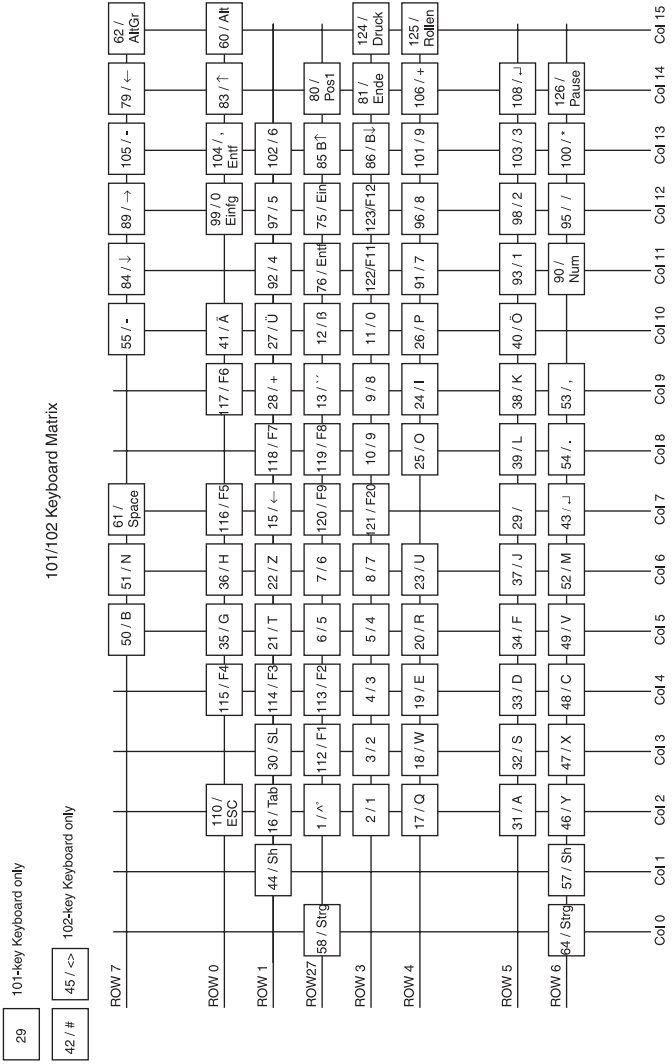 29 101-key Keyboard only
42 / # 45 / <> 102-key Keyboard only
101/102 Keyboard Matrix
ROW 7 50 / B 51 / N 61 / Space 55 / - 84 / ↓ 89 / → 105 / - 79 / ← 62 / AltGr
ROW 0 110 / ESC 115 / F4 35 / G 36 / H 116 / F5 117 / F6 41 / Ä 99 / 0 Einfg 104 / , Entf 83 / ↑ 60 / Alt
ROW 1 44 / Sh 16 / Tab 30 / SL 114 / F3 21 / T 22 / Z 15 / ← 118 / F7 28 / + 27 / Ü 92 / 4 97 / 5 102 / 6
ROW27 58 / Strg 1 / ^° 112 / F1 113 / F2 6 / 5 7 / 6 120 / F9 119 / F8 13 / ´` 12 / ß 76 / Entf 75 / Ein 85 B↑ 80 / Pos1
ROW 3 2 / 1 3 / 2 4 / 3 5 / 4 8 / 7 121 / F20 10 / 9 9 / 8 11 / 0 122/F11 123/F12 86 / B↓ 81 / Ende 124 / Druck
ROW 4 17 / Q 18 / W 19 / E 20 / R 23 / U 25 / O 24 / I 26 / P 91 / 7 96 / 8 101 / 9 106 / + 125 / Rollen
ROW 5 31 / A 32 / S 33 / D 34 / F 37 / J 29 / 39 / L 38 / K 40 / Ö 93 / 1 98 / 2 103 / 3 108 / ↵
ROW 6 64 / Strg 57 / Sh 46 / Y 47 / X 48 / C 49 / V 52 / M 43 / ↵ 54 / . 53 / , 90 / Num 95 / / 100 / * 126 / Pause
Col 0 Col 1 Col 2 Col 3 Col 4 Col 5 Col 6 Col 7 Col 8 Col 9 Col 10 Col 11 Col 12 Col 13 Col 14 Col 15